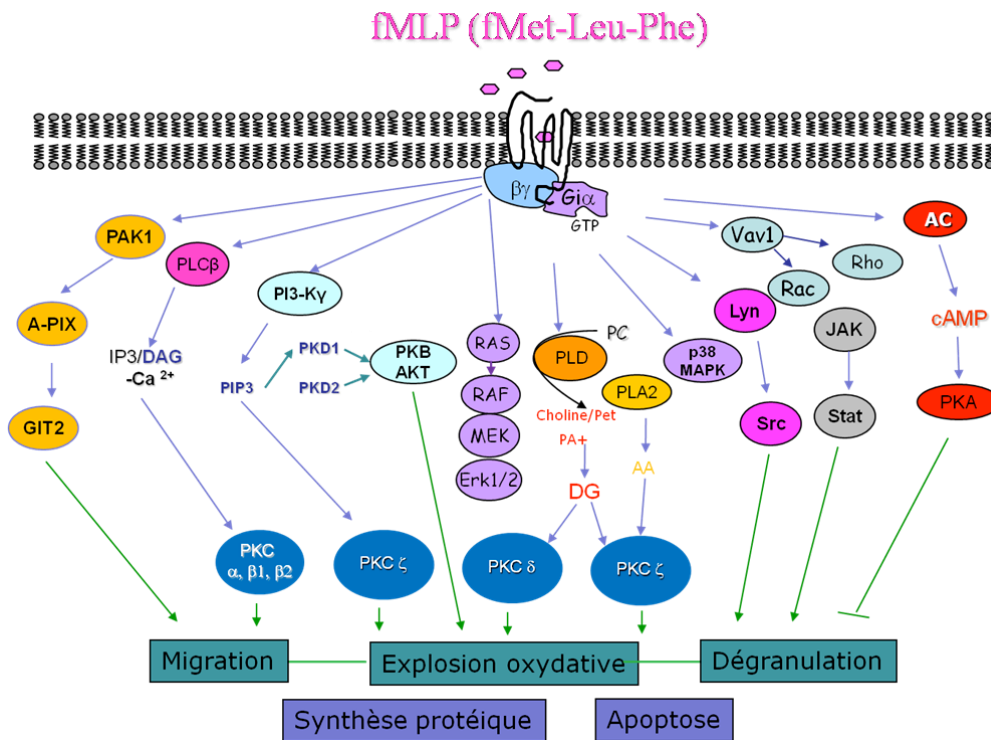 fMLP (fMet-Leu-Phe)
βγ
Giα
GTP
PAK1
PLCβ
PI3-Kγ
A-PIX
IP3/DAG
-Ca 2+
GIT2
PIP3
PKD1
PKD2
PKB
AKT
RAS
RAF
MEK
Erk1/2
PC
PLD
Choline/Pet
PA+
DG
PLA2
AA
p38
MAPK
Vav1
Rho
Rac
Lyn
Src
JAK
Stat
AC
cAMP
PKA
PKC
α, β1, β2
PKC ζ
PKC δ
PKC ζ
Migration
Explosion oxydative
Dégranulation
Synthèse protéique
Apoptose